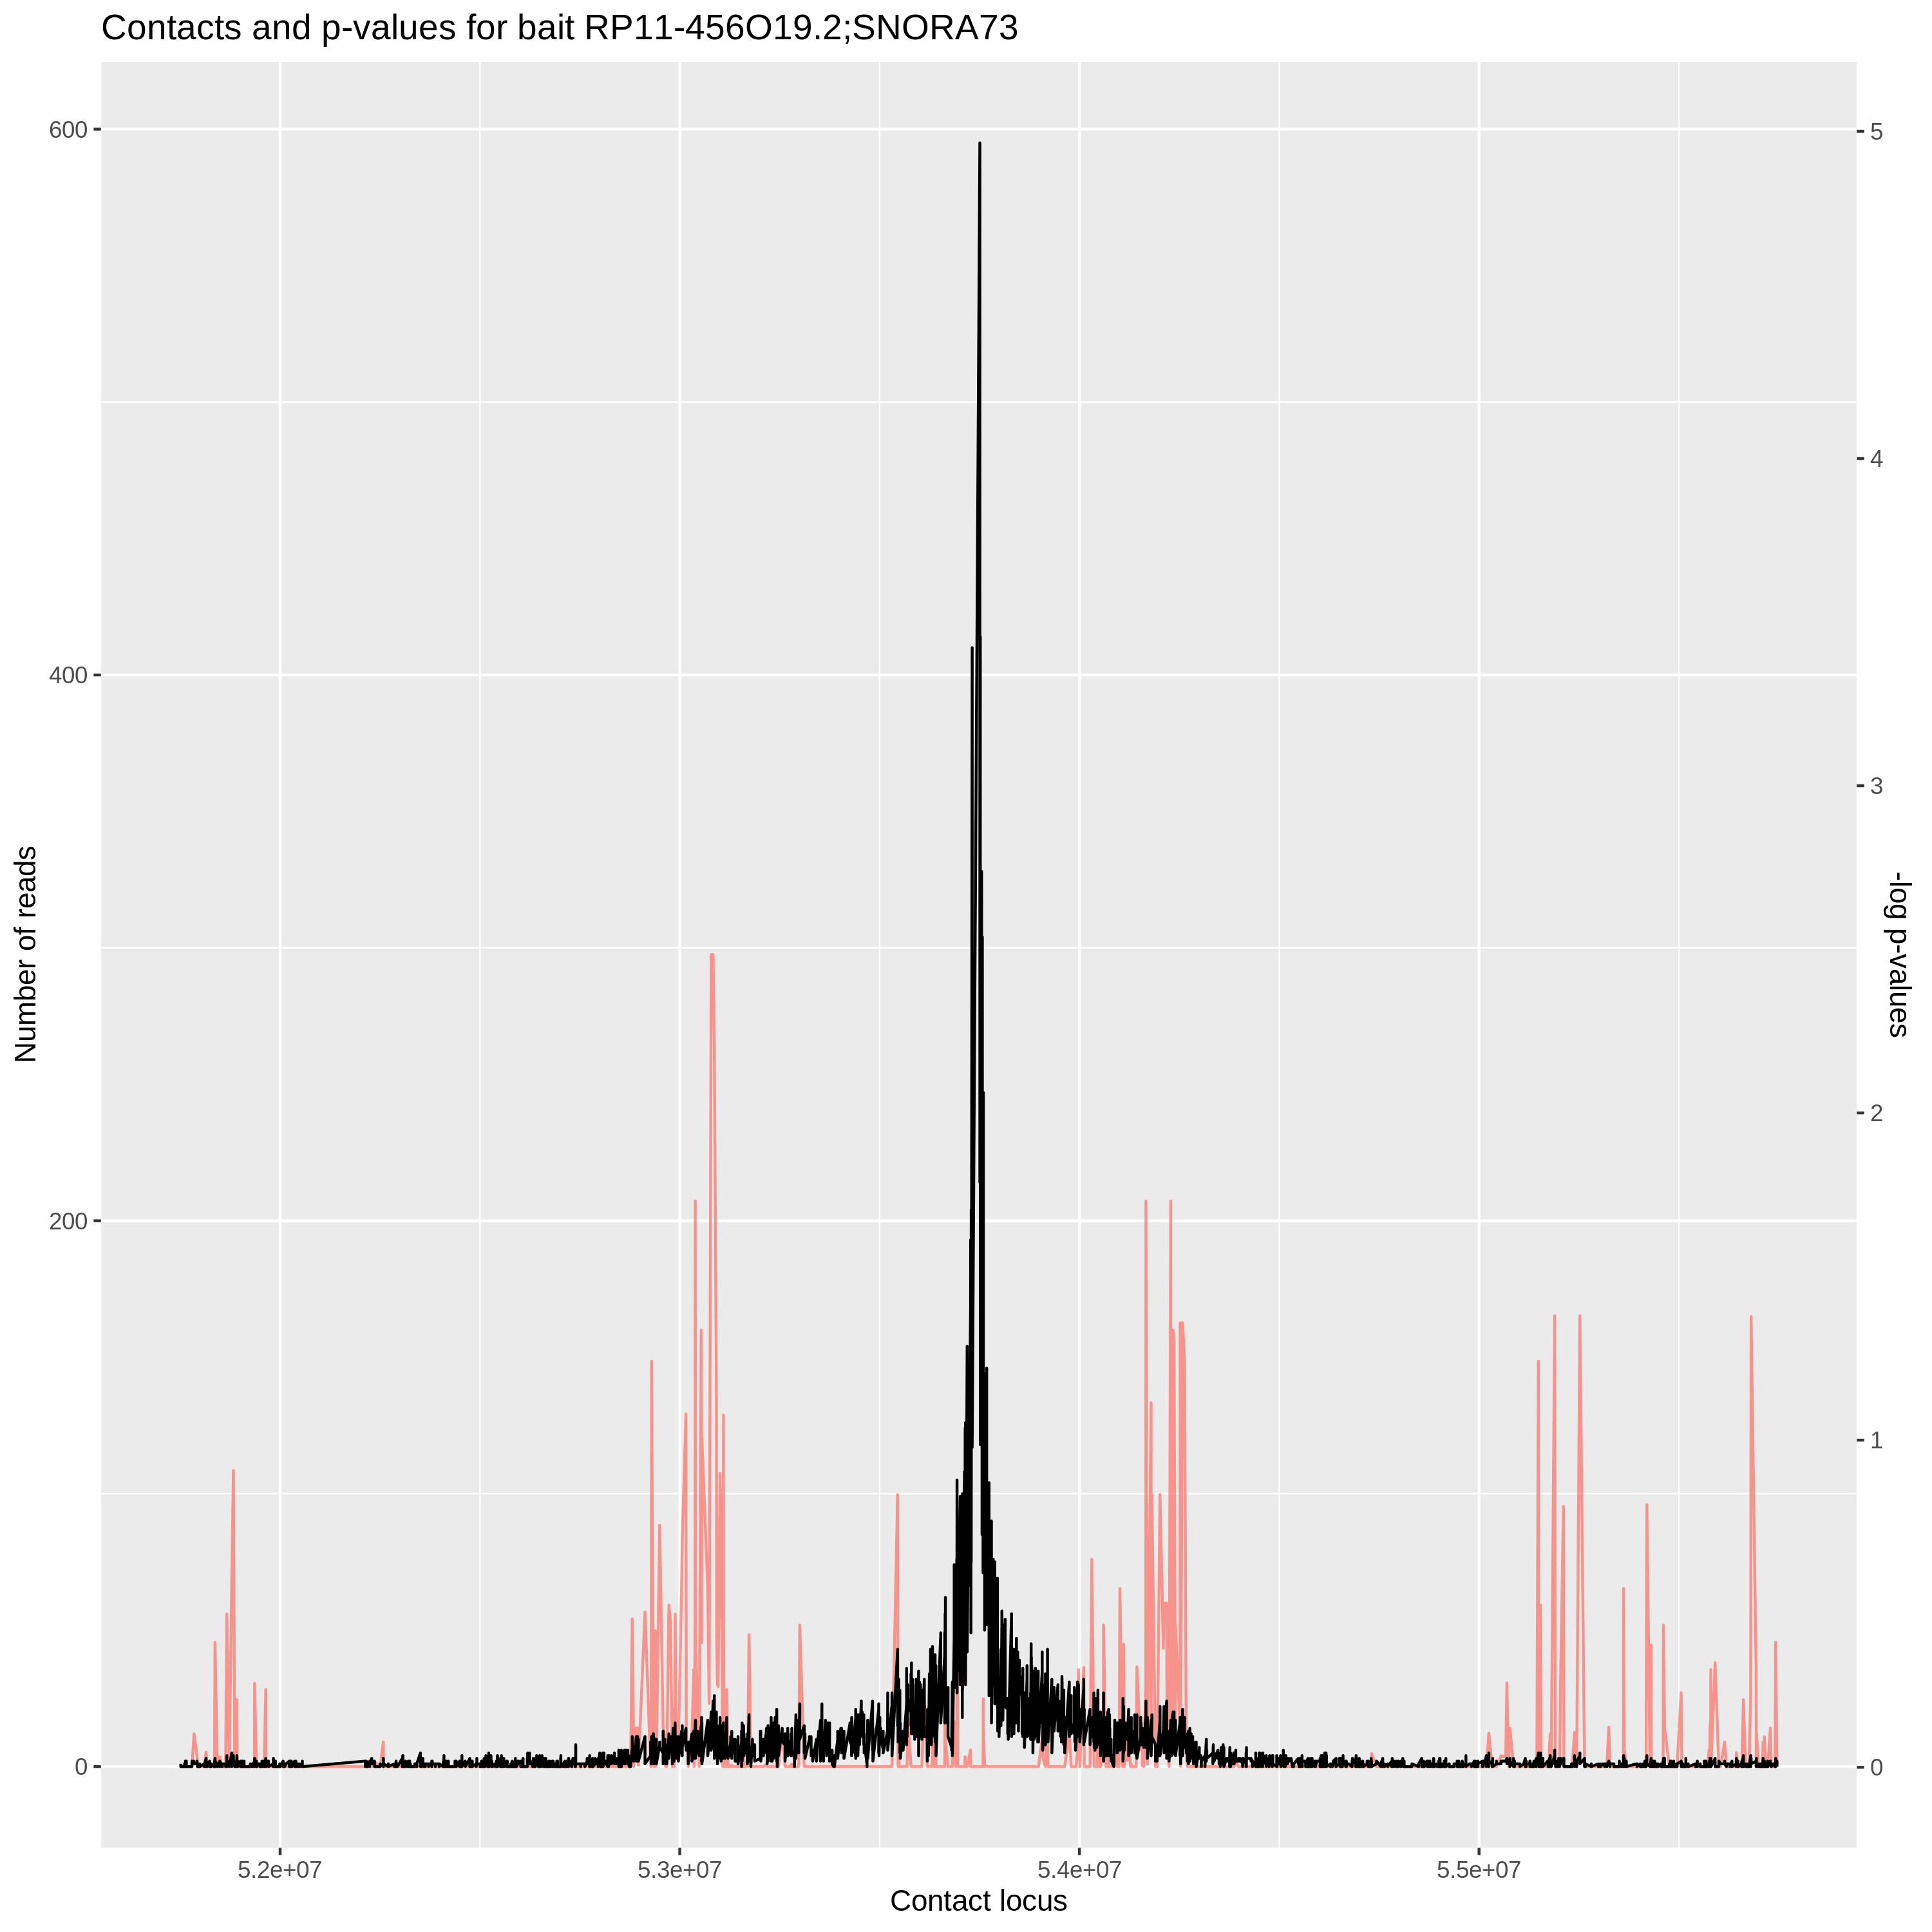 Contacts and p-values for bait RP11-456O19.2;SNORA73
600
400
200
0
Number of reads
5
4
3
2
1
0
-log p-values
5.2e+07
5.3e+07
5.4e+07
5.5e+07
Contact locus